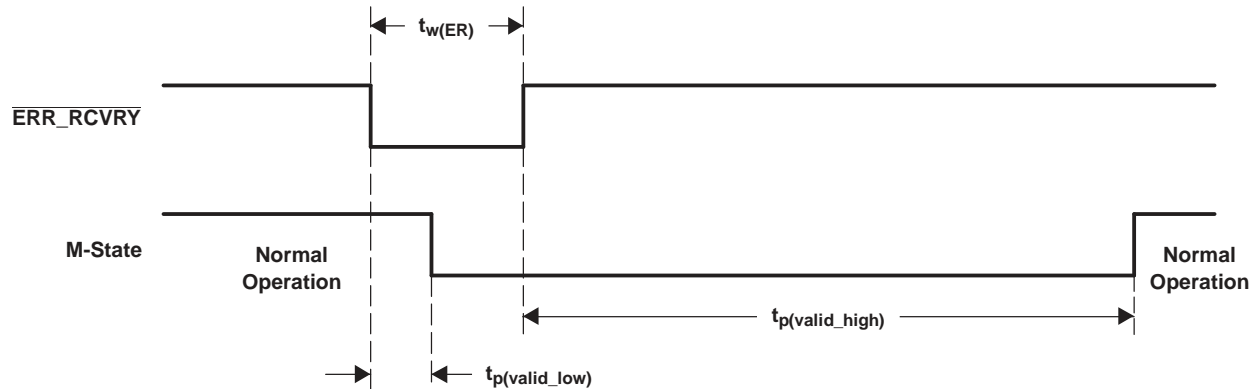 tw(ER)
ERR_RCVRY
M-State
Normal
Operation
Normal
Operation
tp(valid_high)
tp(valid_low)